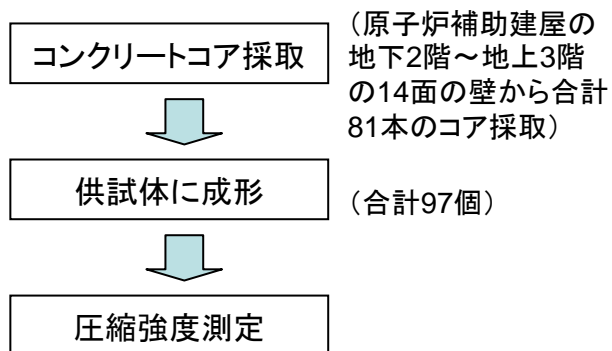 コンクリートコア採取
（原子炉補助建屋の
地下2階～地上3階
の14面の壁から合計
81本のコア採取）
供試体に成形
（合計97個）
圧縮強度測定